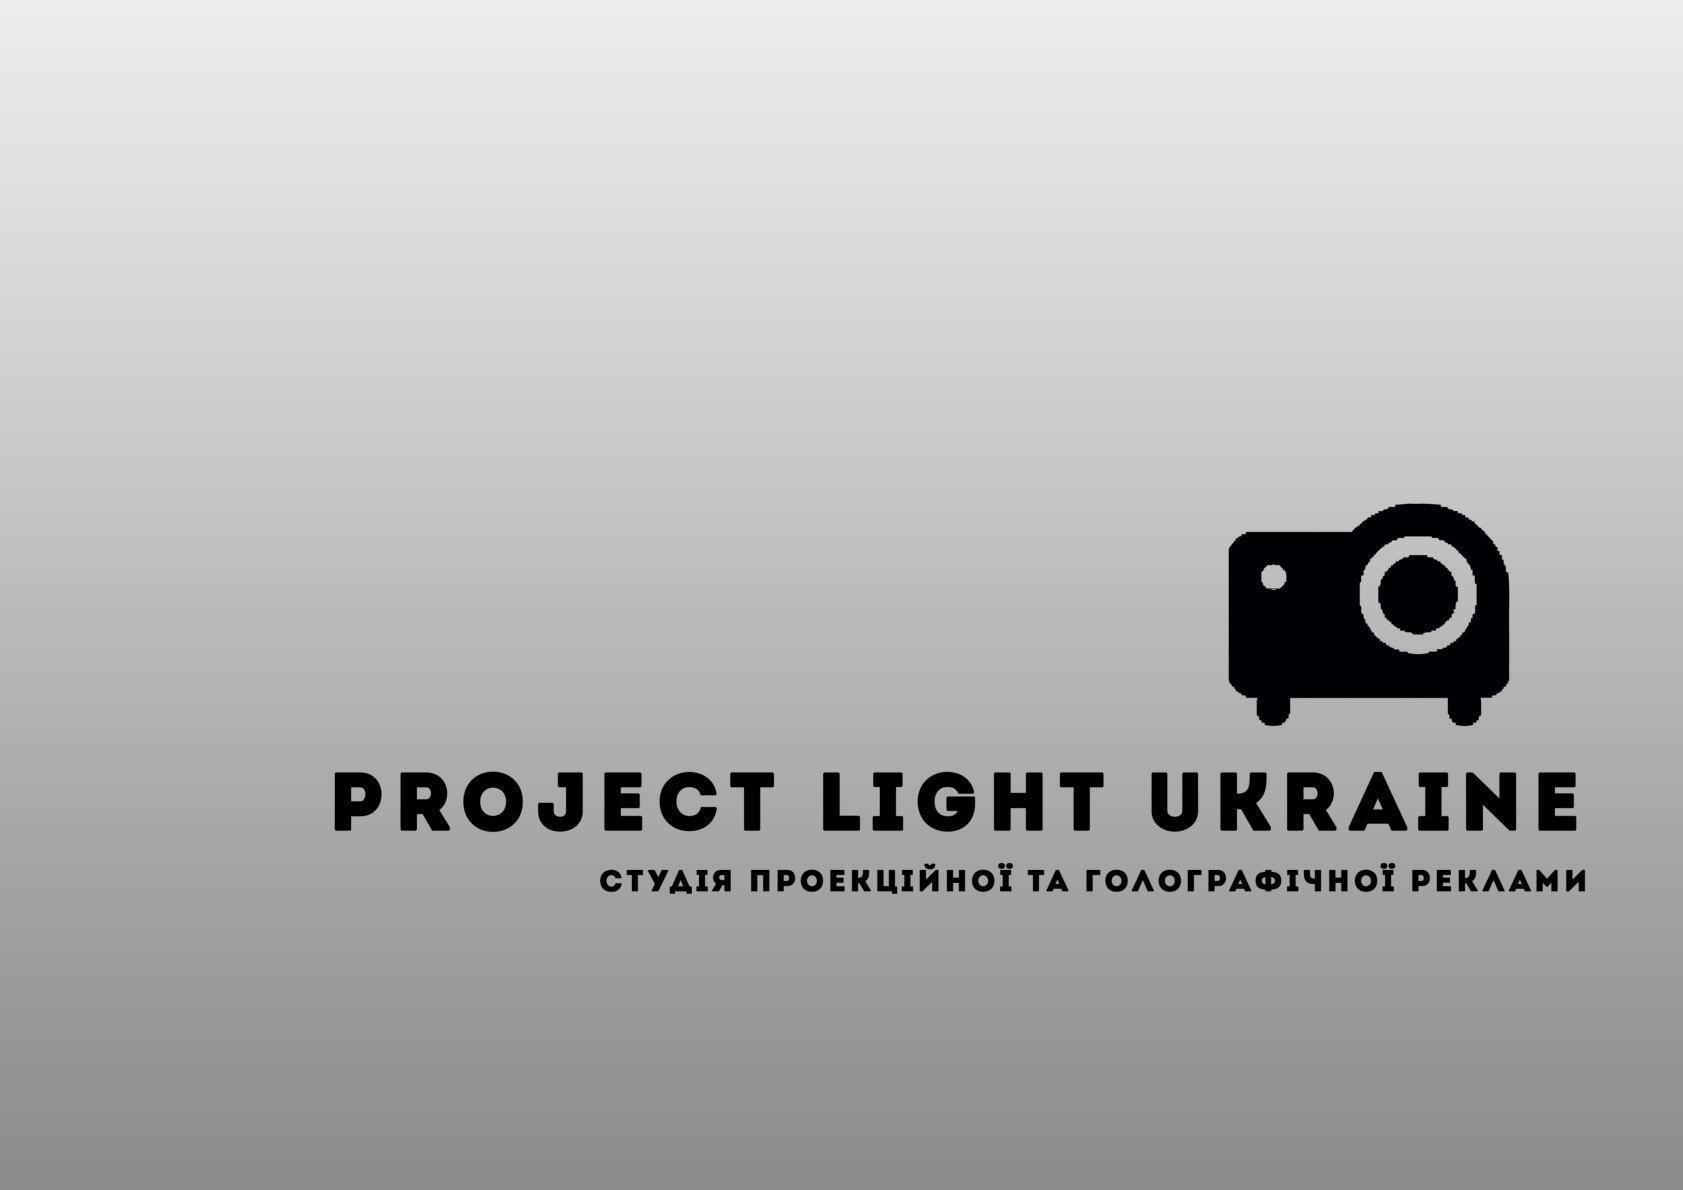 PROJECT LIGHT UKRAINE
СТУДІЯ ПРОЕКЦІЙНОЇ ТА ГОЛОГРАФІЧНОЇ РЕКЛАМИ